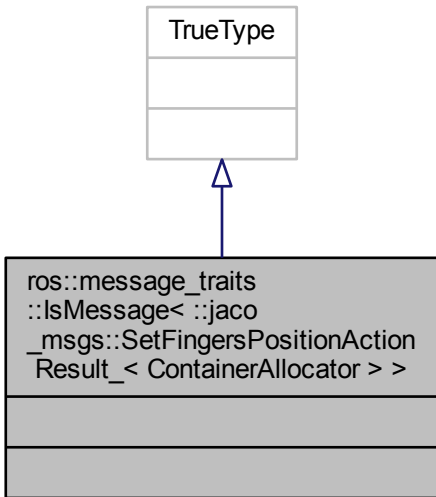 TrueType
ros::message_traits
::IsMessage< ::jaco
_msgs::SetFingersPositionAction
Result_< ContainerAllocator > >